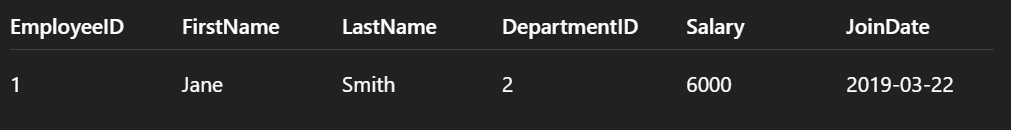 EmployeeID FirstName LastName DepartmentID Salary JoinDate
1 Jane Smith 2 6000 2019-03-22